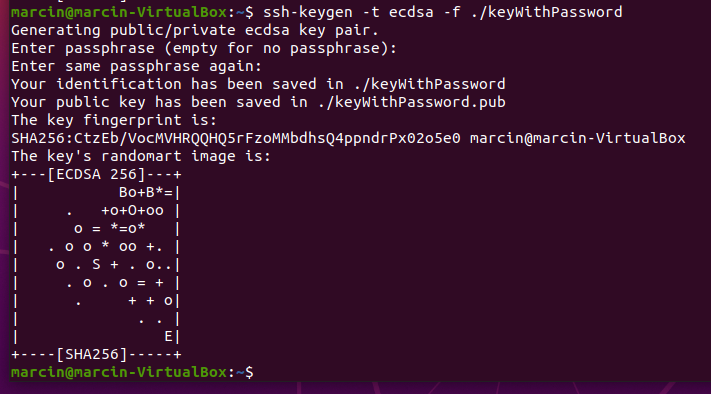 marcin@marcin-VirtualBox:~$ ssh-keygen -t ecdsa -f ./keyWithPassword
Generating public/private ecdsa key pair.
Enter passphrase (empty for no passphrase):
Enter same passphrase again:
Your identification has been saved in ./keyWithPassword
Your public key has been saved in ./keyWithPassword.pub
The key fingerprint is:
SHA256:CtzEb/VocMVHRQQHQ5rFzoMMbdhsQ4ppndrPx02o5e0 marcin@marcin-VirtualBox
The key's randomart image is:
+---[ECDSA 256]---+
|           Bo+B*=|
|     .   +o+O+oo |
|      o = *=o*   |
|   . o o * oo +. |
|    o . S + . o..|
|     . o . o = + |
|      .     + + o|
|             . . |
|                E|
+----[SHA256]-----+
marcin@marcin-VirtualBox:~$